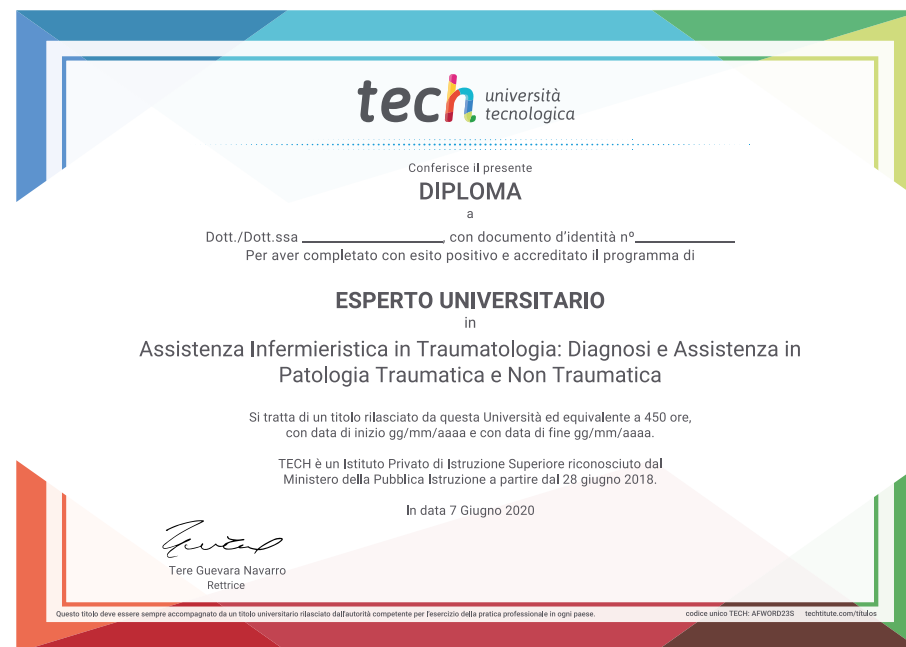 tech università
tecnologica
Conferisce il presente
DIPLOMA
a
Dott./Dott.ssa ____________________, con documento d'identità nº______________
Per aver completato con esito positivo e accreditato il programma di
ESPERTO UNIVERSITARIO
in
Assistenza Infermieristica in Traumatologia: Diagnosi e Assistenza in
Patologia Traumatica e Non Traumatica
Si tratta di un titolo rilasciato da questa Università ed equivalente a 450 ore,
con data di inizio gg/mm/aaaa e con data di fine gg/mm/aaaa.
TECH è un Istituto Privato di Istruzione Superiore riconosciuto dal
Ministero della Pubblica Istruzione a partire dal 28 giugno 2018.
In data 7 Giugno 2020
Tere Guevara Navarro
Rettrice
Questo titolo deve essere sempre accompagnato da un titolo universitario rilasciato dall'autorità competente per l'esercizio della pratica professionale in ogni paese. codice unico TECH: AFWORD23S techtitute.com/titulos